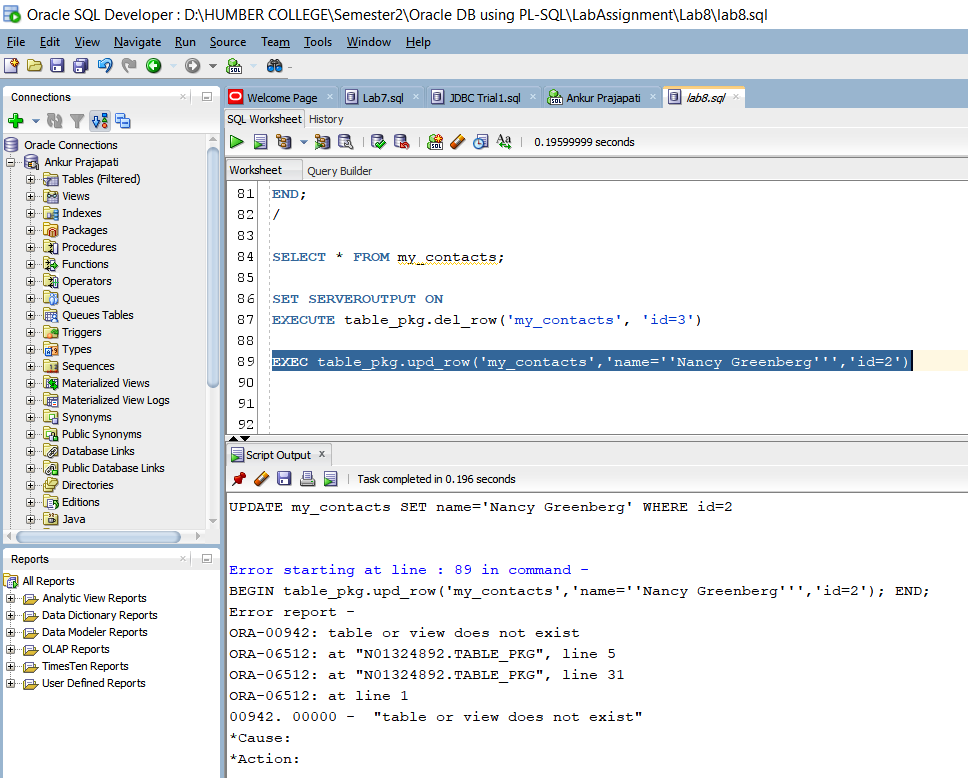 Oracle SQL Developer : D:\HUMBER COLLEGE\Semester2\Oracle DB using PL-SQL\LabAssignment\Lab8\lab8.sql
File Edit View Navigate Run Source Team Tools Window Help
Connections
Oracle Connections
Ankur Prajapati
Tables (Filtered)
Views
Indexes
Packages
Procedures
Functions
Operators
Queues
Queues Tables
Triggers
Types
Sequences
Materialized Views
Materialized View Logs
Synonyms
Public Synonyms
Database Links
Public Database Links
Directories
Editions
Java
Reports
All Reports
Analytic View Reports
Data Dictionary Reports
Data Modeler Reports
OLAP Reports
TimesTen Reports
User Defined Reports
Welcome Page Lab7.sql JDBC Trial1.sql Ankur Prajapati lab8.sql
SQL Worksheet History
0.19599999 seconds
Worksheet Query Builder
81 END;
82 /
83
84 SELECT * FROM my_contacts;
85
86 SET SERVEROUTPUT ON
87 EXECUTE table_pkg.del_row('my_contacts', 'id=3')
88
89 EXEC table_pkg.upd_row('my_contacts','name=''Nancy Greenberg''','id=2')
90
91
92
Script Output
Task completed in 0.196 seconds
UPDATE my_contacts SET name='Nancy Greenberg' WHERE id=2
Error starting at line : 89 in command -
BEGIN table_pkg.upd_row('my_contacts','name=''Nancy Greenberg''','id=2'); END;
Error report -
ORA-00942: table or view does not exist
ORA-06512: at "N01324892.TABLE_PKG", line 5
ORA-06512: at "N01324892.TABLE_PKG", line 31
ORA-06512: at line 1
00942. 00000 -  "table or view does not exist"
*Cause:
*Action: